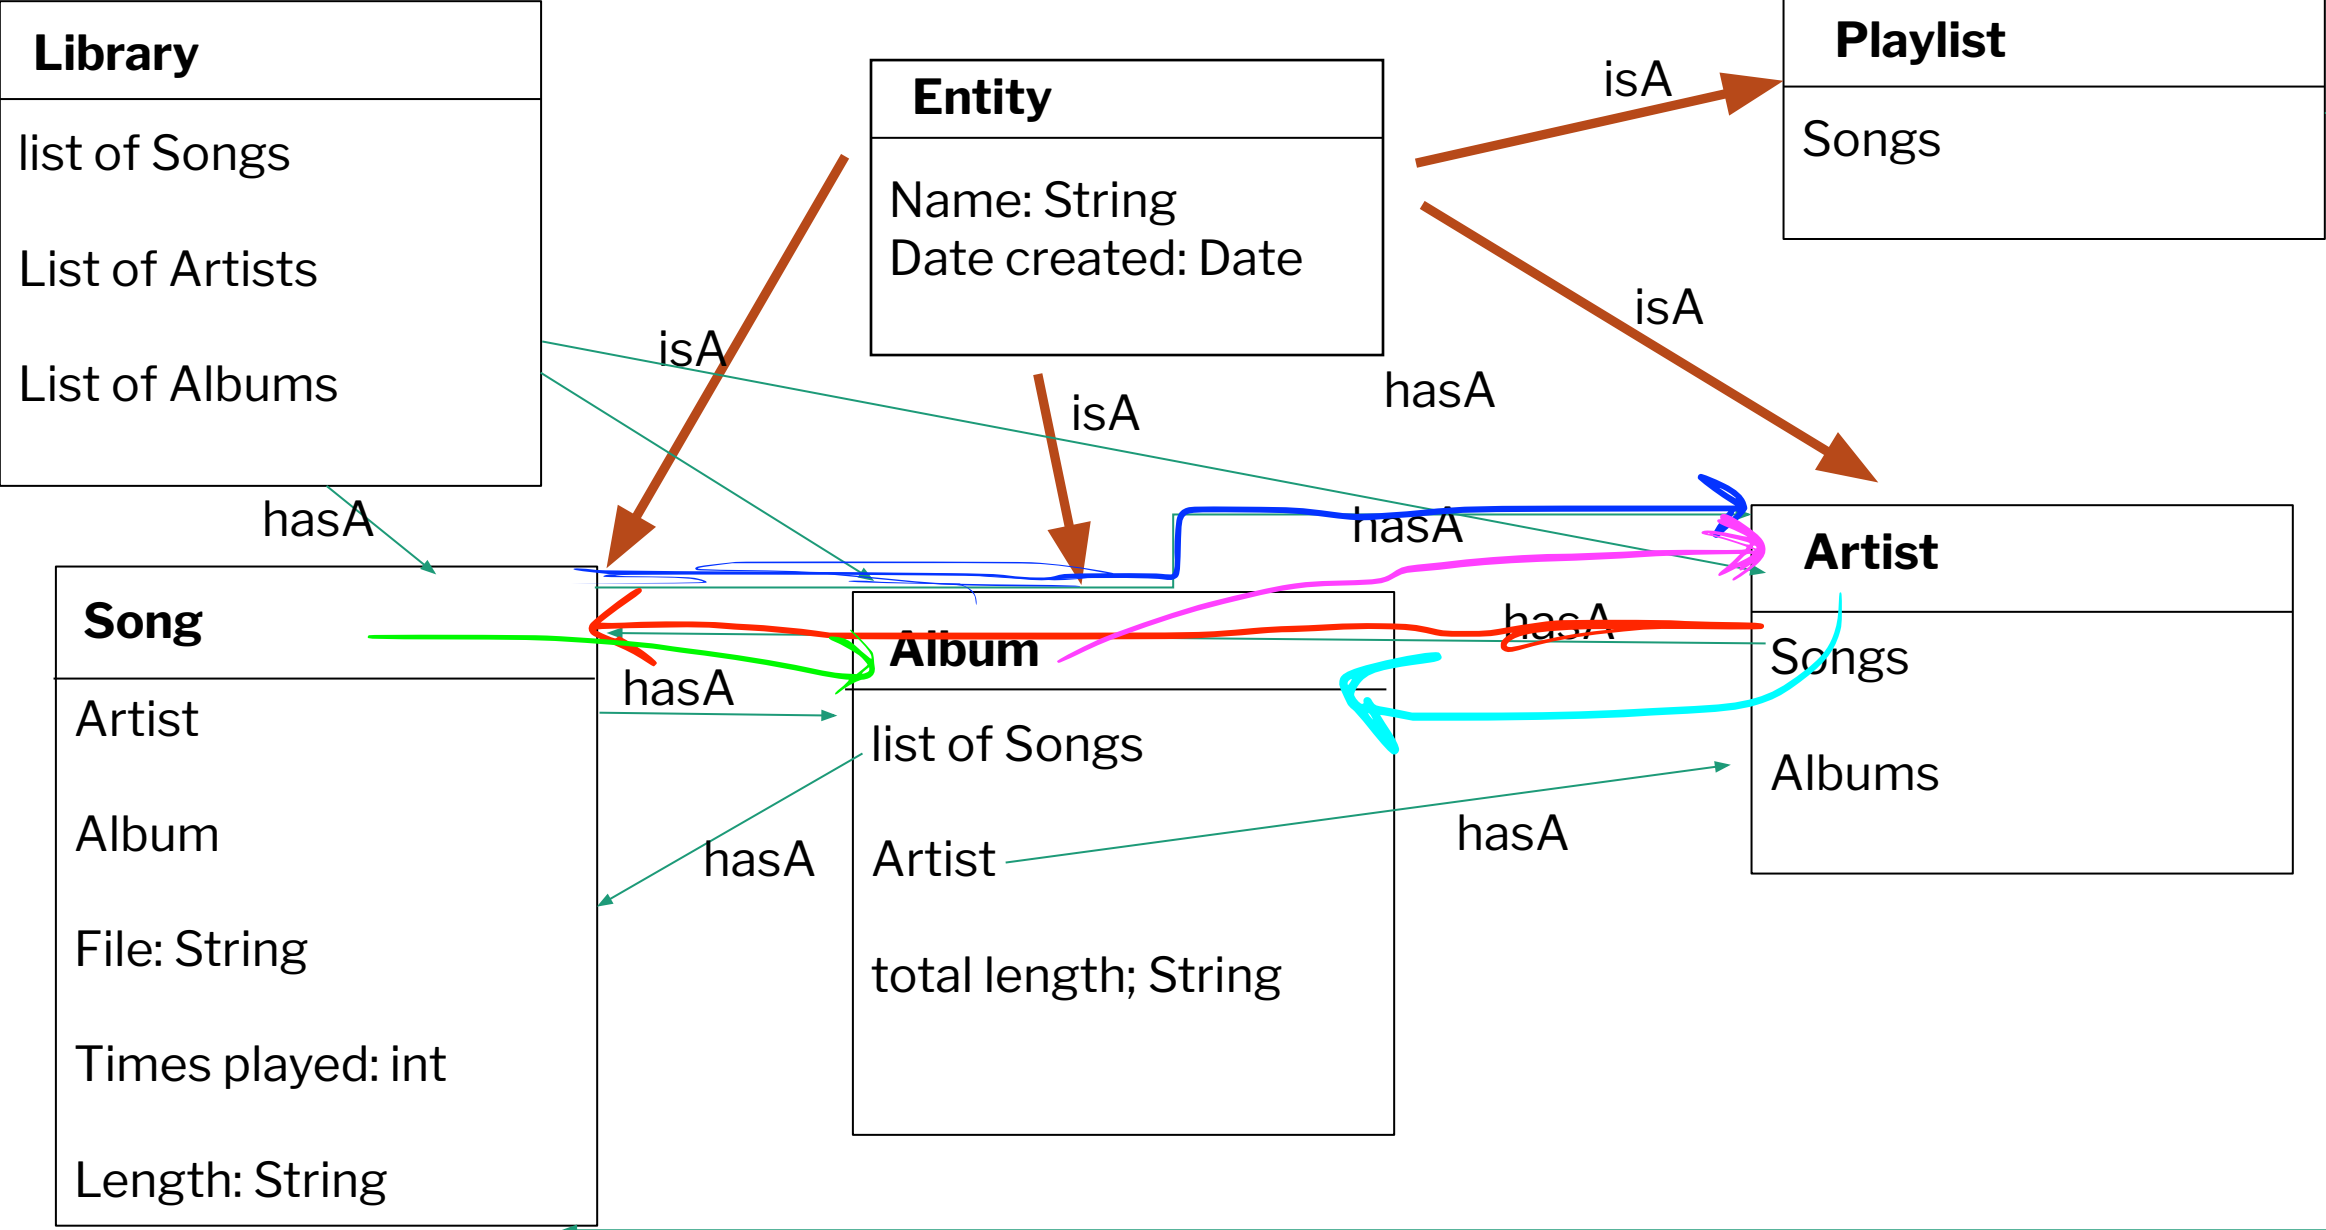 Library
list of Songs
List of Artists
List of Albums
Entity
Name: String
Date created: Date
Playlist
Songs
isA
isA
isA
isA
hasA
hasA
hasA
hasA
hasA
hasA
hasA
Song
Artist
Album
File: String
Times played: int
Length: String
Album
list of Songs
Artist
total length; String
Artist
Songs
Albums